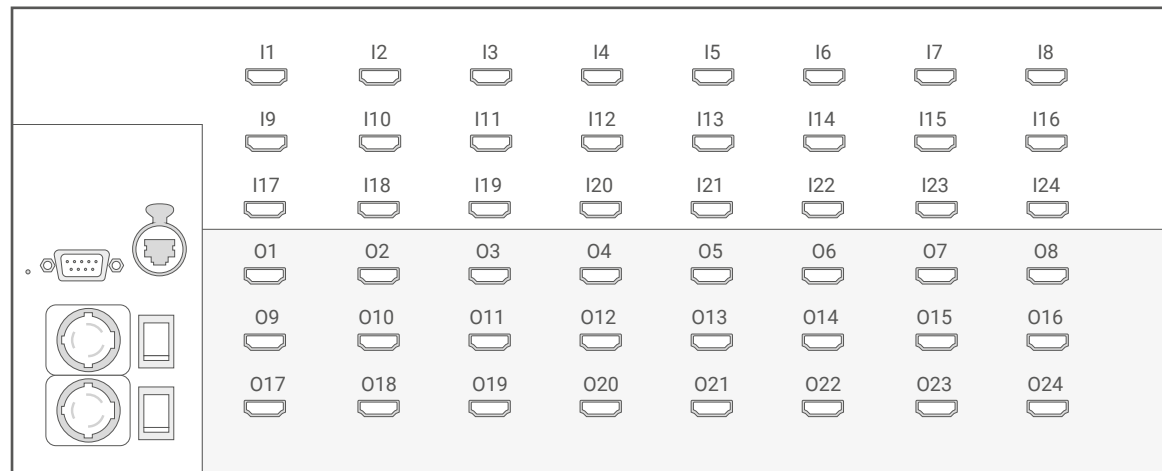 I1 I2 I3 I4 I5 I6 I7 I8
I9 I10 I11 I12 I13 I14 I15 I16
I17 I18 I19 I20 I21 I22 I23 I24
O1 O2 O3 O4 O5 O6 O7 O8
O9 O10 O11 O12 O13 O14 O15 O16
O17 O18 O19 O20 O21 O22 O23 O24